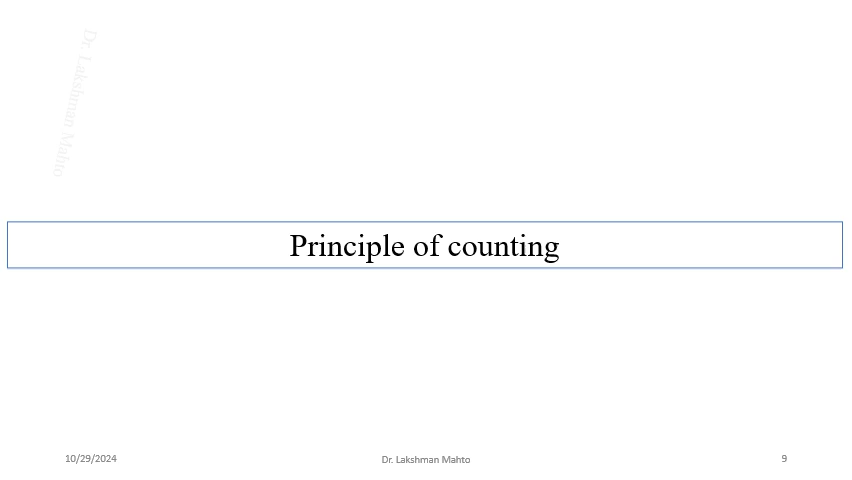 Dr. Lakshman Mahto
Principle of counting
10/29/2024
Dr. Lakshman Mahto
9